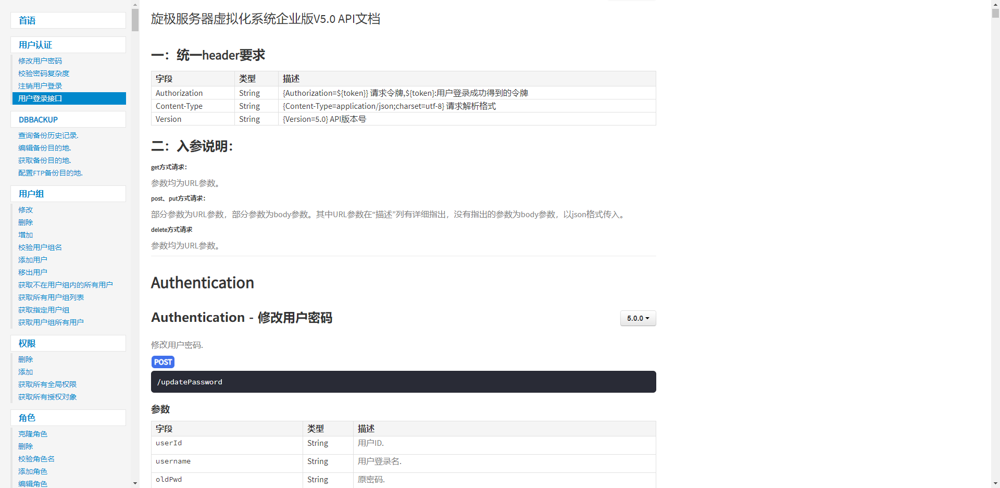 首语
用户认证
修改用户密码
校验密码复杂度
注销用户登录
用户登录接口
DBBACKUP
查询备份历史记录.
编辑备份目的地.
获取备份目的地.
配置FTP备份目的地.
用户组
修改
删除
增加
校验用户组名
添加用户
移出用户
获取不在用户组内的所有用户
获取所有用户组列表
获取指定用户组
获取用户组所有用户
权限
删除
添加
获取所有全局权限
获取所有授权对象
角色
克隆角色
删除
校验角色名
添加角色
编辑角色
旋极服务器虚拟化系统企业版V5.0 API文档
一：统一header要求
字段 类型 描述
Authorization String {Authorization=${token}} 请求令牌,${token}:用户登录成功得到的令牌
Content-Type String {Content-Type=application/json;charset=utf-8} 请求解析格式
Version String {Version=5.0} API版本号
二：入参说明：
get方式请求：
参数均为URL参数。
post、put方式请求：
部分参数为URL参数，部分参数为body参数。其中URL参数在“描述”列有详细指出，没有指出的参数为body参数，以json格式传入。
delete方式请求
参数均为URL参数。
Authentication
Authentication - 修改用户密码
5.0.0
修改用户密码.
POST
/updatePassword
参数
字段 类型 描述
userId String 用户ID.
username String 用户登录名.
oldPwd String 原密码.